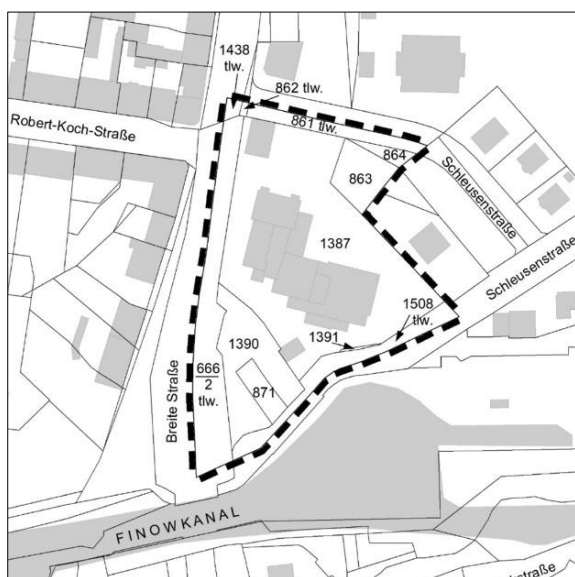 1438
tlw.
862 tlw.
Robert-Koch-Straße
861 tlw.
864
863
Schleusenstraße
1387
Schleusenstraße
1508
tlw.
1391
1390
666
2
tlw.
871
Breite Straße
FINOWKANAL